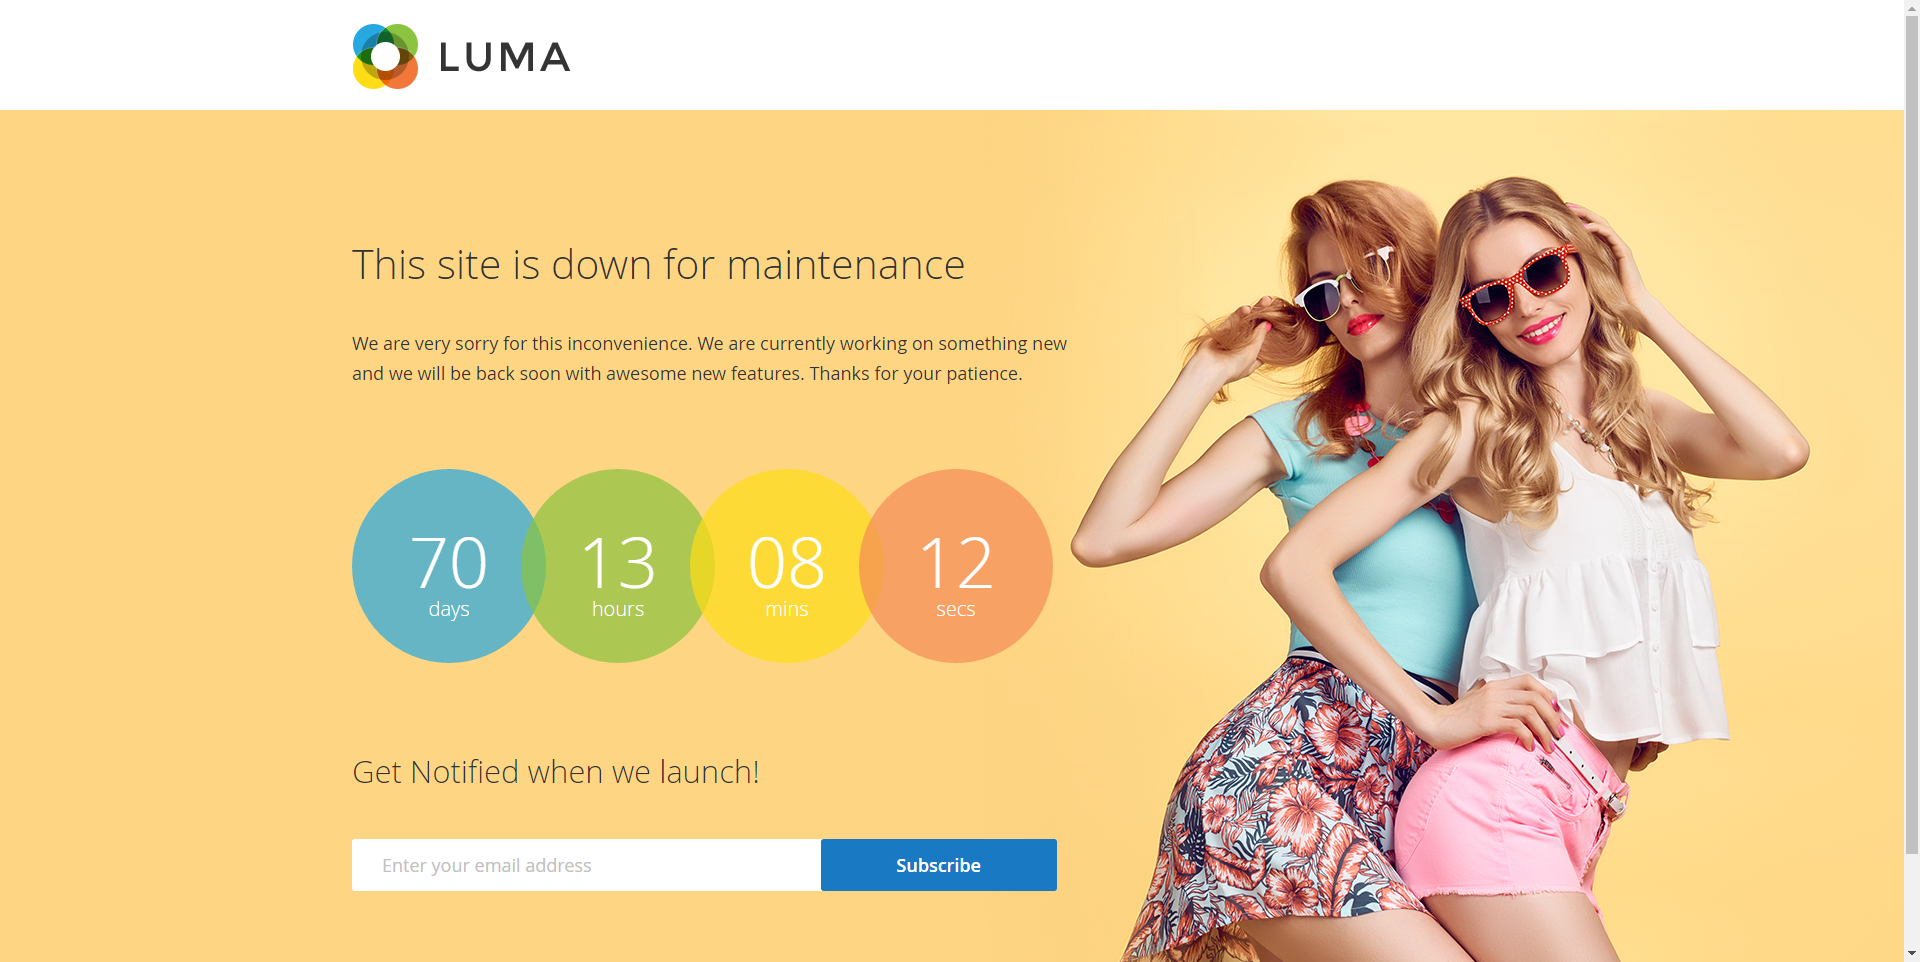 LUMA
This site is down for maintenance
We are very sorry for this inconvenience. We are currently working on something new
and we will be back soon with awesome new features. Thanks for your patience.
70 13 08 12
days hours mins secs
Get Notified when we launch!
Enter your email address Subscribe